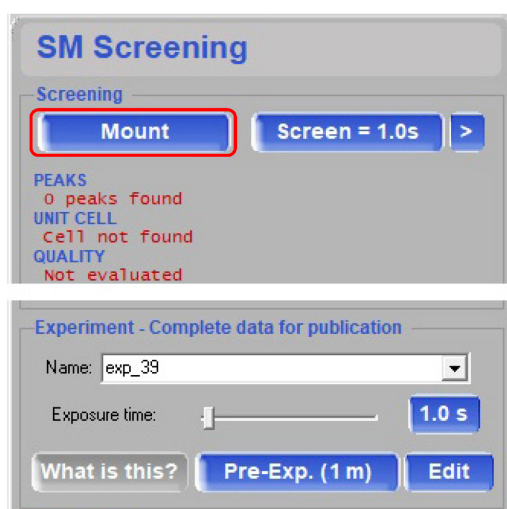 SM Screening
Screening
Mount Screen = 1.0s >
PEAKS
0 peaks found
UNIT CELL
Cell not found
QUALITY
Not evaluated
Experiment - Complete data for publication
Name: exp_39
Exposure time: 1.0 s
What is this? Pre-Exp. (1 m) Edit